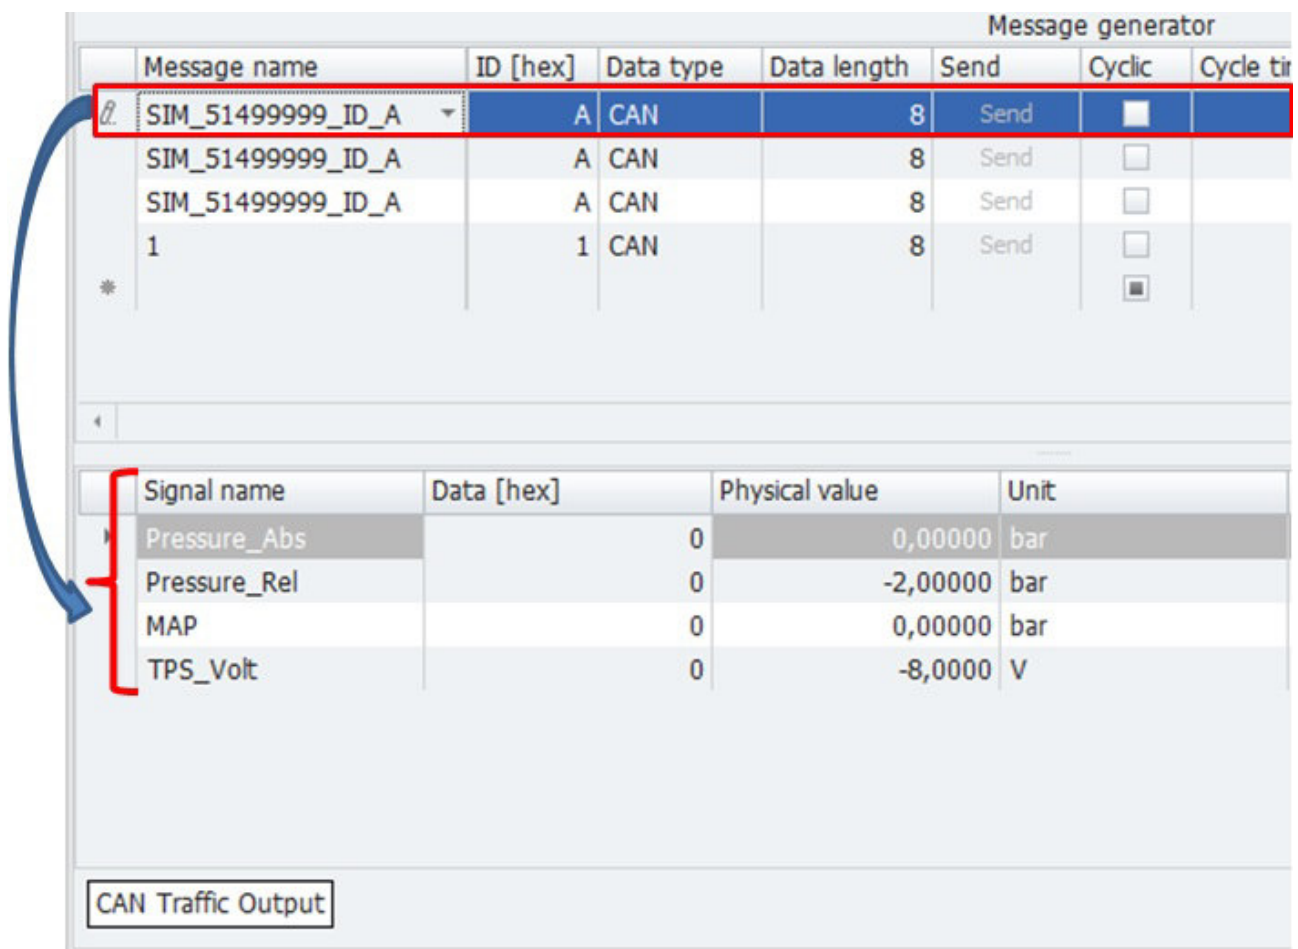 Message generator
Message name ID [hex] Data type Data length Send Cyclic
SIM_51499999_ID_A A CAN 8 Send
SIM_51499999_ID_A A CAN 8 Send
SIM_51499999_ID_A A CAN 8 Send
1 1 CAN 8 Send
Signal name Data [hex] Physical value Unit
Pressure_Abs 0 0,00000 bar
Pressure_Rel 0 -2,00000 bar
MAP 0 0,00000 bar
TPS_Volt 0 -8,0000 V
CAN Traffic Output